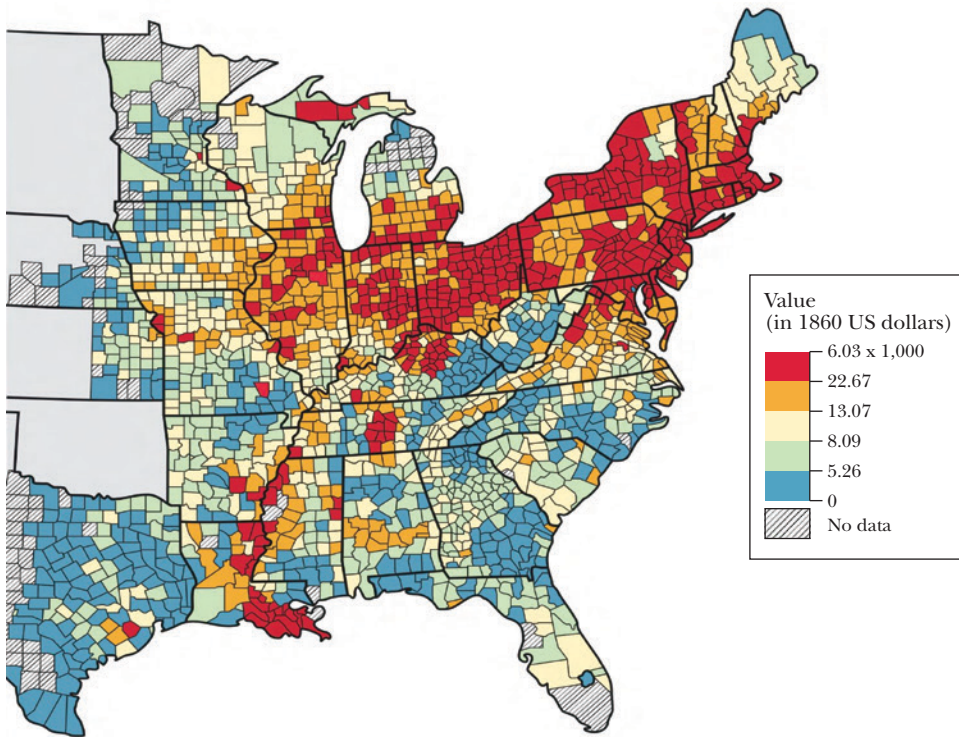 Value
(in 1860 US dollars)
6.03 x 1,000
22.67
13.07
8.09
5.26
0
No data